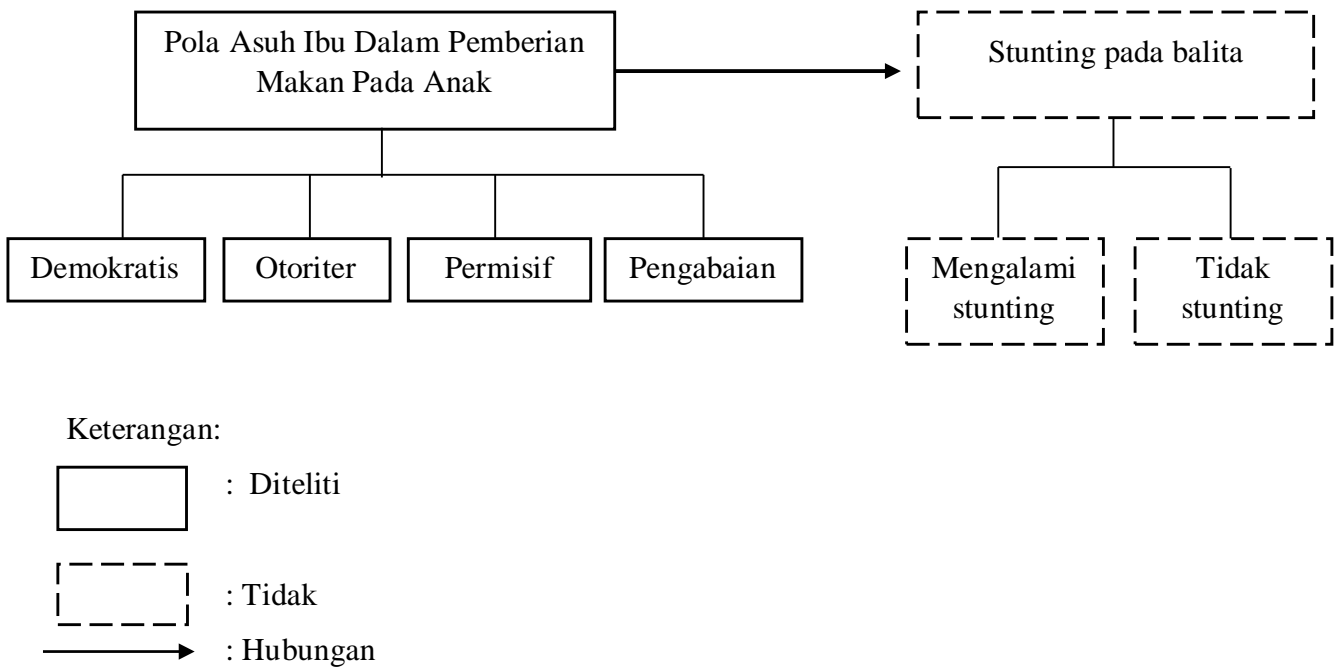 Pola Asuh Ibu Dalam Pemberian
Makan Pada Anak
Stunting pada balita
Demokratis
Otoriter
Permisif
Pengabaian
Mengalami
stunting
Tidak
stunting
Keterangan:
: Diteliti
: Tidak
: Hubungan